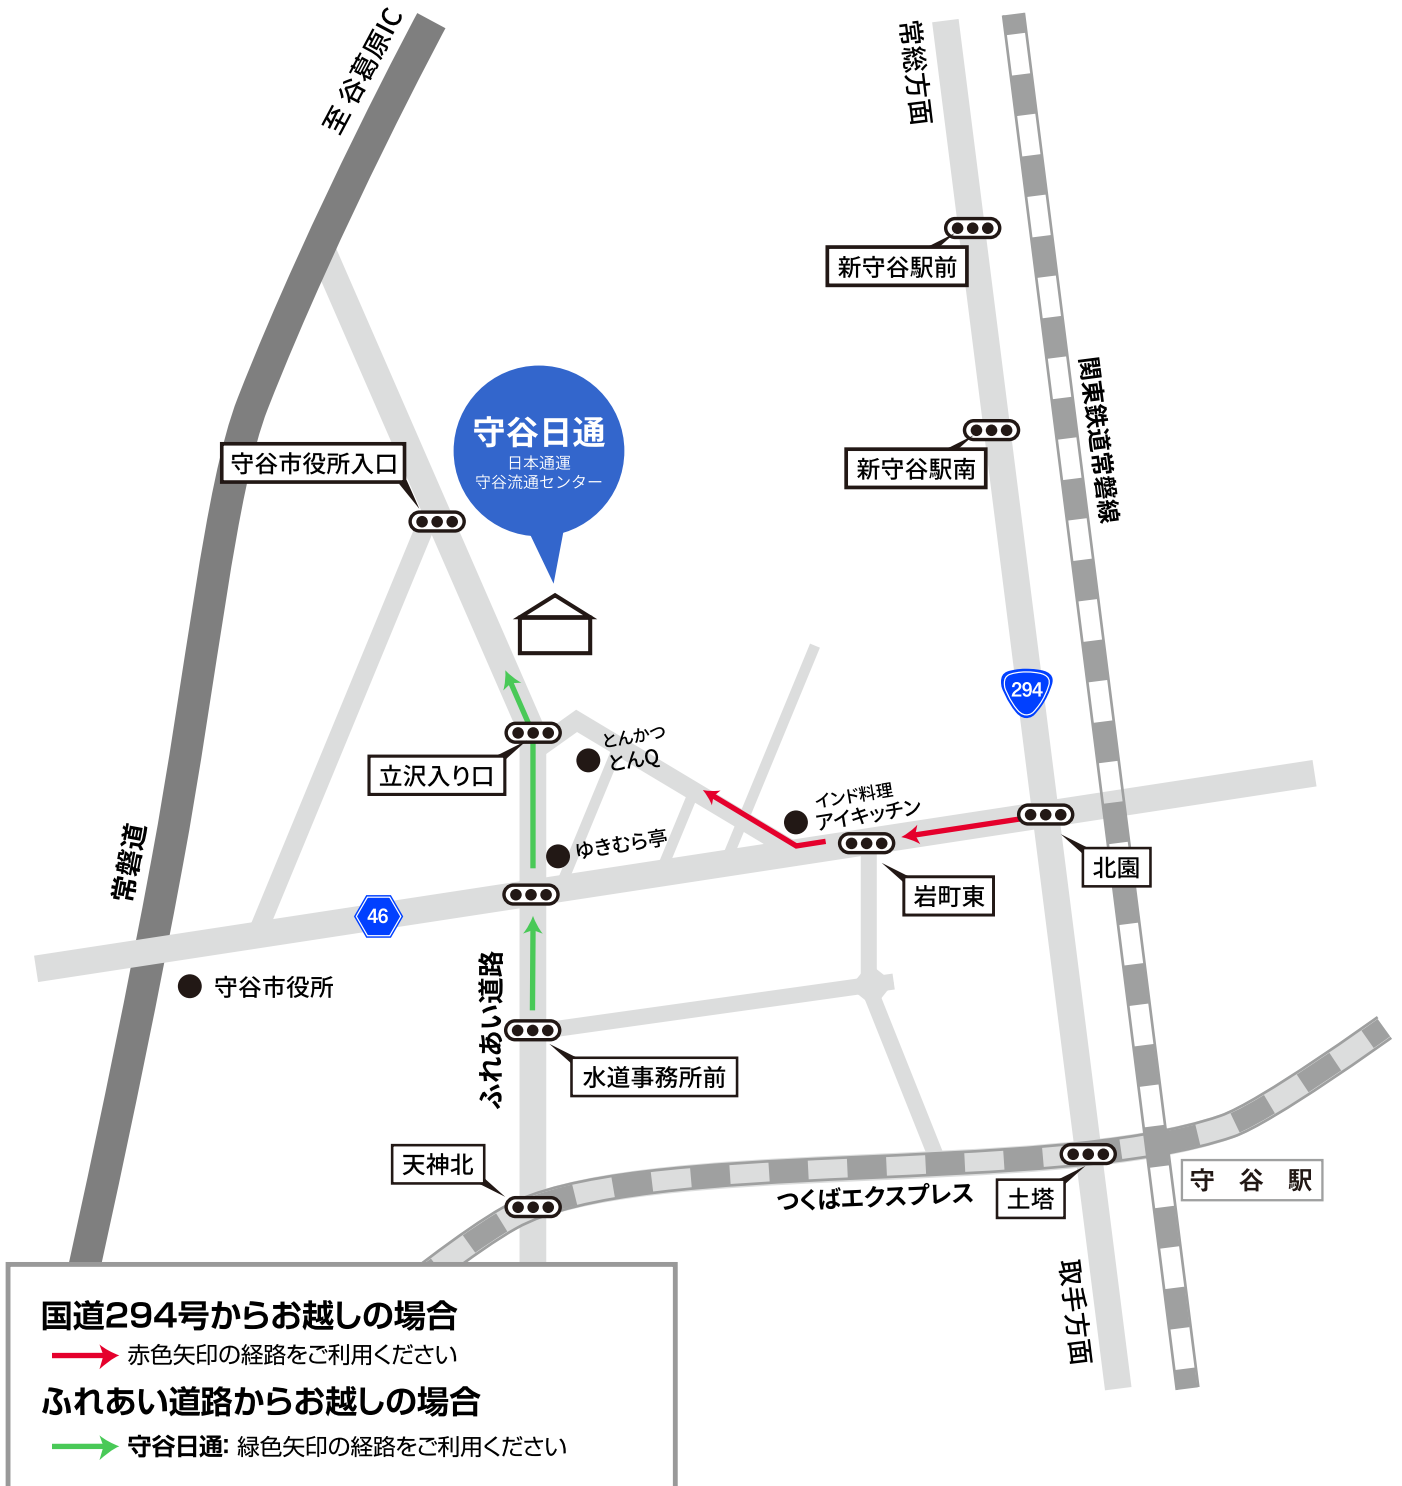 至 谷葛原IC
常総方面
新守谷駅前
関東鉄道常磐線
守谷日通
日本通運
守谷流通センター
守谷市役所入口
新守谷駅南
294
とんかつ
とんQ
立沢入り口
インド料理
アイキッチン
ゆきむら亭
北園
岩町東
常磐道
46
守谷市役所
ふれあい道路
水道事務所前
天神北
つくばエクスプレス
土塔
守 谷 駅
取手方面
国道294号からお越しの場合
赤色矢印の経路をご利用ください
ふれあい道路からお越しの場合
守谷日通: 緑色矢印の経路をご利用ください